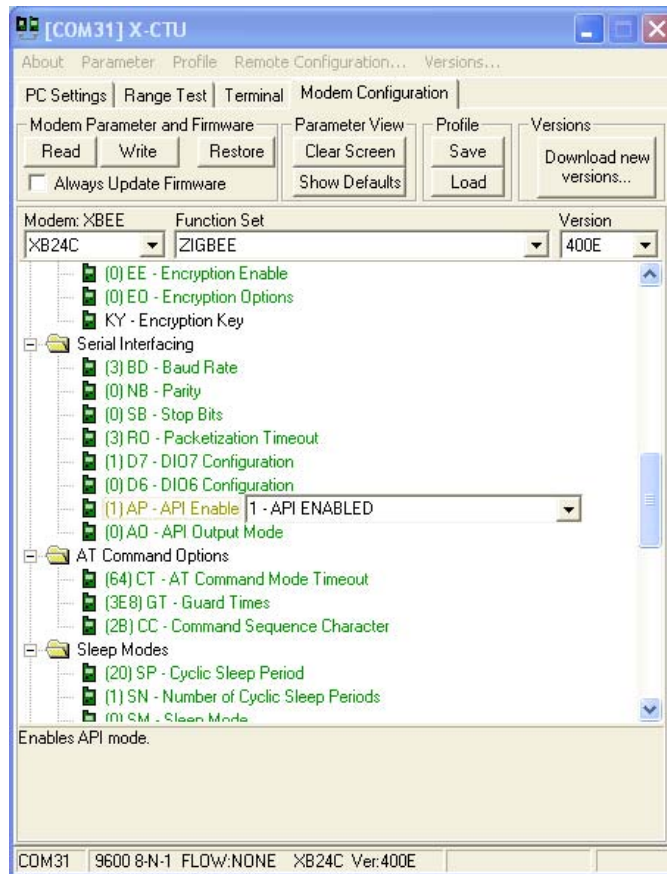 [COM31] X-CTU
About Parameter Profile Remote Configuration... Versions...
PC Settings Range Test Terminal Modem Configuration
Modem Parameter and Firmware Parameter View Profile Versions
Read Write Restore Clear Screen Save Download new versions...
Always Update Firmware Show Defaults Load
Modem: XBEE Function Set Version
XB24C ZIGBEE 400E
(0) EE - Encryption Enable
(0) EO - Encryption Options
KY - Encryption Key
Serial Interfacing
(3) BD - Baud Rate
(0) NB - Parity
(0) SB - Stop Bits
(3) RO - Packetization Timeout
(1) D7 - DIO7 Configuration
(0) D6 - DIO6 Configuration
(1) AP - API Enable 1 - API ENABLED
(0) AO - API Output Mode
AT Command Options
(64) CT - AT Command Mode Timeout
(3E8) GT - Guard Times
(2B) CC - Command Sequence Character
Sleep Modes
(20) SP - Cyclic Sleep Period
(1) SN - Number of Cyclic Sleep Periods
(0) SM - Sleep Mode
Enables API mode.
COM31 9600 8-N-1 FLOW:NONE XB24C Ver:400E